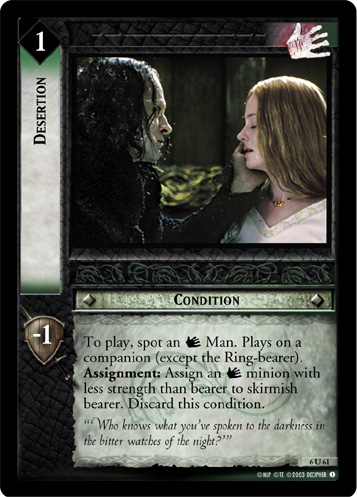 1
DESERTION
CONDITION
-1
To play, spot an Man. Plays on a
companion (except the Ring-bearer).
Assignment: Assign an minion with
less strength than bearer to skirmish
bearer. Discard this condition.
"'Who knows what you've spoken to the darkness in
the bitter watches of the night?'"
6 U 61
©NLP ©TE ©2003 DECIPHER